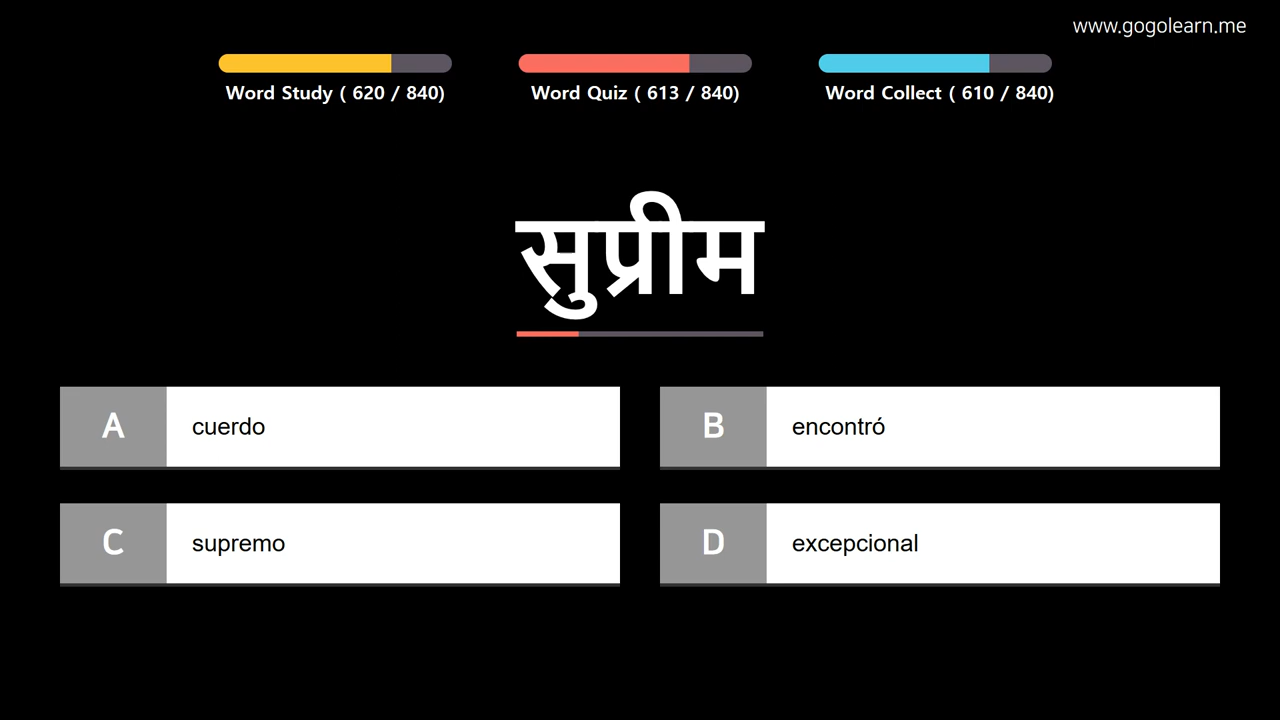 www.gogolearn.me
Word Study ( 620 / 840)
Word Quiz ( 613 / 840)
Word Collect ( 610 / 840)
सुप्रीम
A cuerdo
B encontró
C supremo
D excepcional